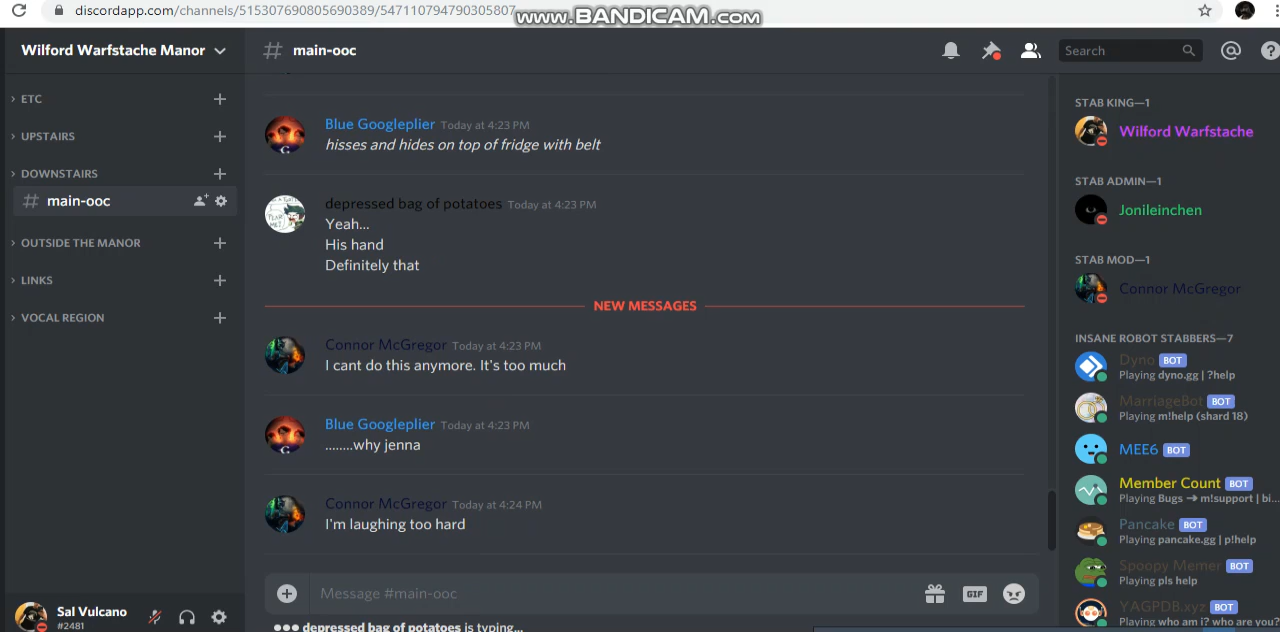 discordapp.com/channels/515307690805690389/547110794790305807
www.BANDICAM.com
Wilford Warfstache Manor
# main-ooc
Search
ETC
UPSTAIRS
DOWNSTAIRS
# main-ooc
OUTSIDE THE MANOR
LINKS
VOCAL REGION
Sal Vulcano
#2481
Blue Googleplier Today at 4:23 PM
hisses and hides on top of fridge with belt
depressed bag of potatoes Today at 4:23 PM
Yeah...
His hand
Definitely that
NEW MESSAGES
Connor McGregor Today at 4:23 PM
I cant do this anymore. It's too much
Blue Googleplier Today at 4:23 PM
........why jenna
Connor McGregor Today at 4:24 PM
I'm laughing too hard
Message #main-ooc
GIF
depressed bag of potatoes is typing...
STAB KING—1
Wilford Warfstache
STAB ADMIN—1
Jonileinchen
STAB MOD—1
Connor McGregor
INSANE ROBOT STABBERS—7
Dyno BOT
Playing dyno.gg | ?help
MarriageBot BOT
Playing m!help (shard 18)
MEE6 BOT
Member Count BOT
Playing Bugs ➔ m!support | bi...
Pancake BOT
Playing pancake.gg | p!help
Spoopy Memer BOT
Playing pls help
YAGPDB.xyz BOT
Playing who am i? who are you?